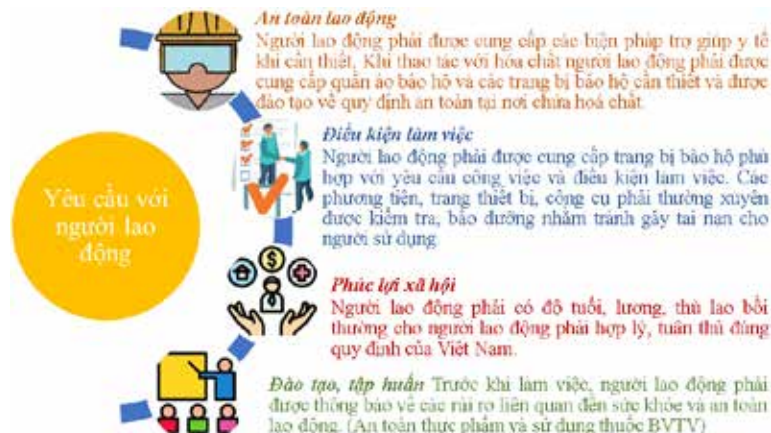 An toàn lao động
Người lao động phải được cung cấp các biện pháp trợ giúp y tế
khi cần thiết, Khi thao tác với hóa chất người lao động phải được
cung cấp quần áo bảo hộ và các trang bị bảo hộ cần thiết và được
đào tạo về quy định an toàn tại nơi chứa hoá chất.
Điều kiện làm việc
Người lao động phải được cung cấp trang bị bảo hộ phù
hợp với yêu cầu công việc và điều kiện làm việc. Các
phương tiện, trang thiết bị, công cụ phải thường xuyên
được kiểm tra, bảo dưỡng nhằm tránh gây tai nạn cho
người sử dụng
Yêu cầu với
người lao
động
Phúc lợi xã hội
Người lao động phải có độ tuổi, lương, thù lao bồi
thường cho người lao động phải hợp lý, tuân thủ đúng
quy định của Việt Nam.
Đào tạo, tập huấn Trước khi làm việc, người lao động phải
được thông báo về các rủi ro liên quan đến sức khỏe và an toàn
lao động. (An toàn thực phẩm và sử dụng thuốc BVTV)